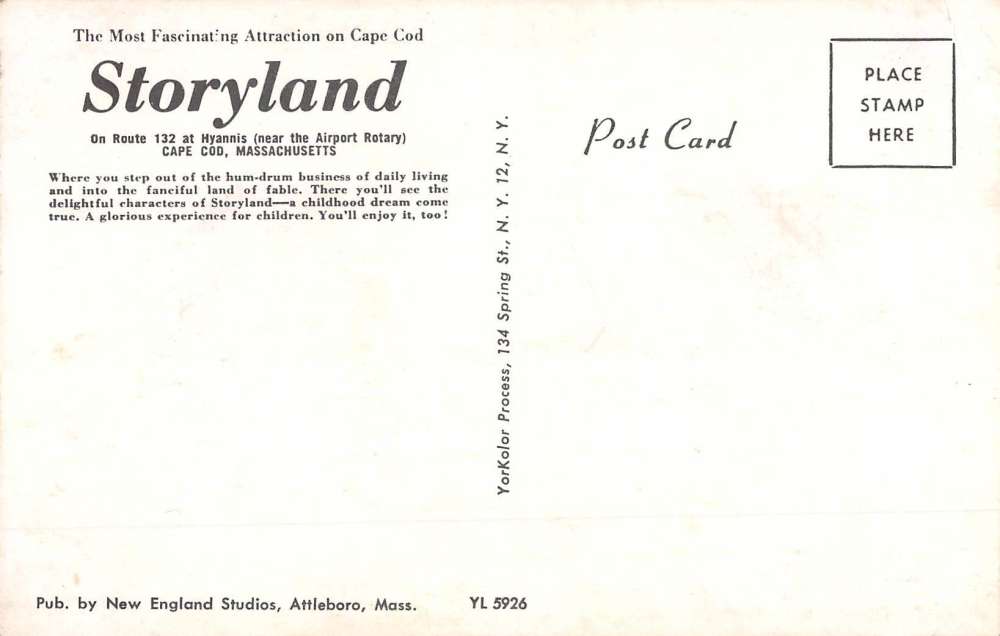 The Most Fascinating Attraction on Cape Cod
Storyland
On Route 132 at Hyannis (near the Airport Rotary)
CAPE COD, MASSACHUSETTS
Where you step out of the hum-drum business of daily living
and into the fanciful land of fable. There you'll see the
delightful characters of Storyland—a childhood dream come
true. A glorious experience for children. You'll enjoy it, too!
Pub. by New England Studios, Attleboro, Mass.
YL 5926
YorKolor Process, 134 Spring St., N. Y. 12, N. Y.
Post Card
PLACE
STAMP
HERE